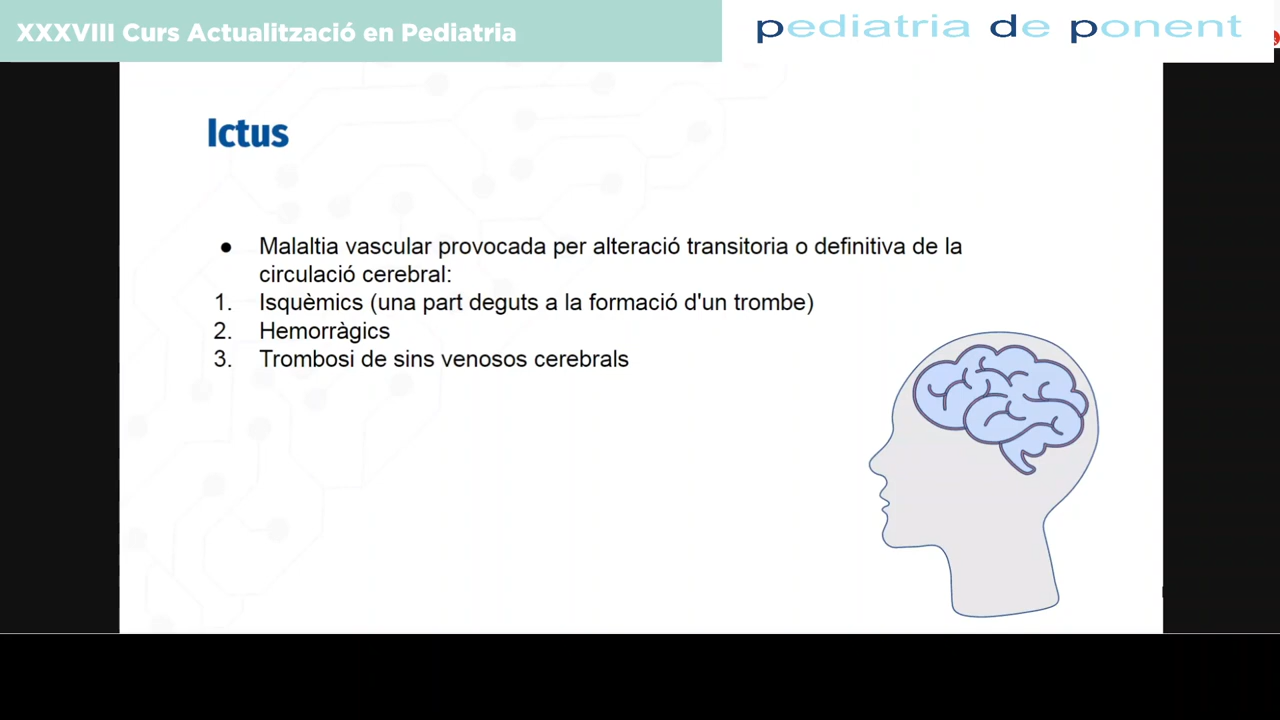 XXXVIII Curs Actualització en Pediatria
pediatria de ponent
Ictus
● Malaltia vascular provocada per alteració transitoria o definitiva de la
circulació cerebral:
1. Isquèmics (una part deguts a la formació d'un trombe)
2. Hemorràgics
3. Trombosi de sins venosos cerebrals